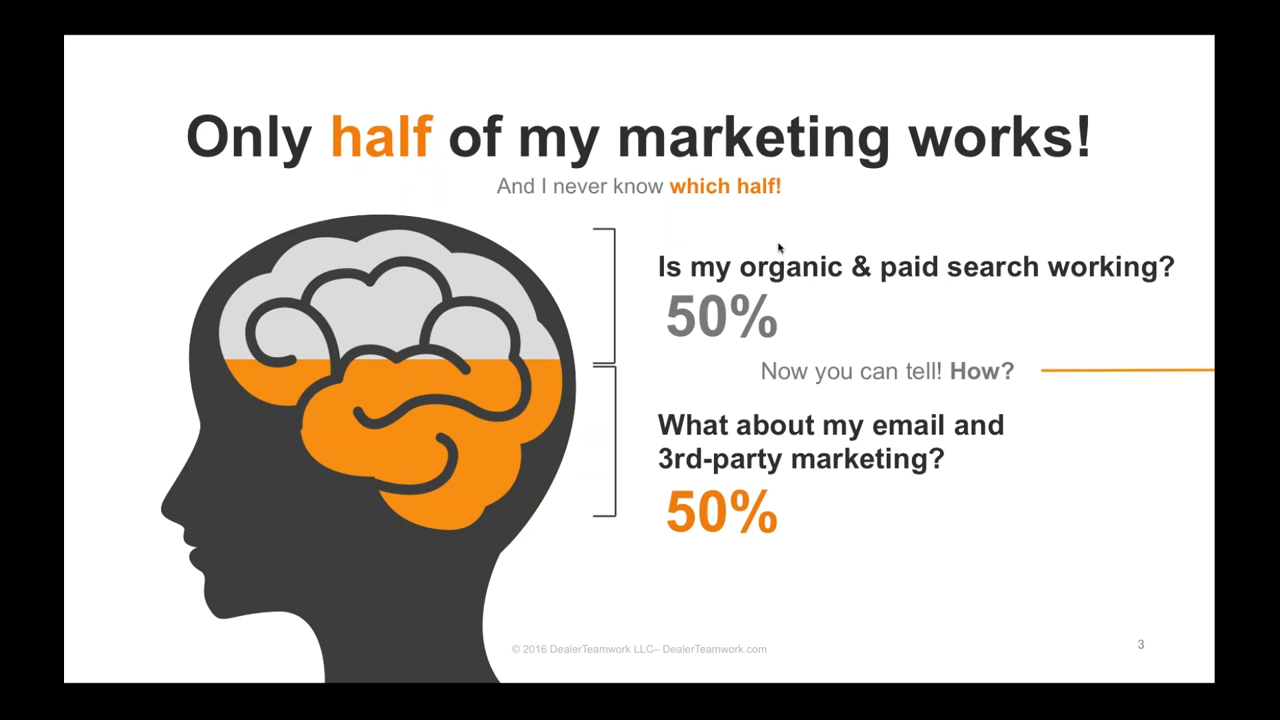 Only half of my marketing works!
And I never know which half!
Is my organic & paid search working?
50%
Now you can tell! How?
What about my email and
3rd-party marketing?
50%
© 2016 DealerTeamwork LLC– DealerTeamwork.com
3